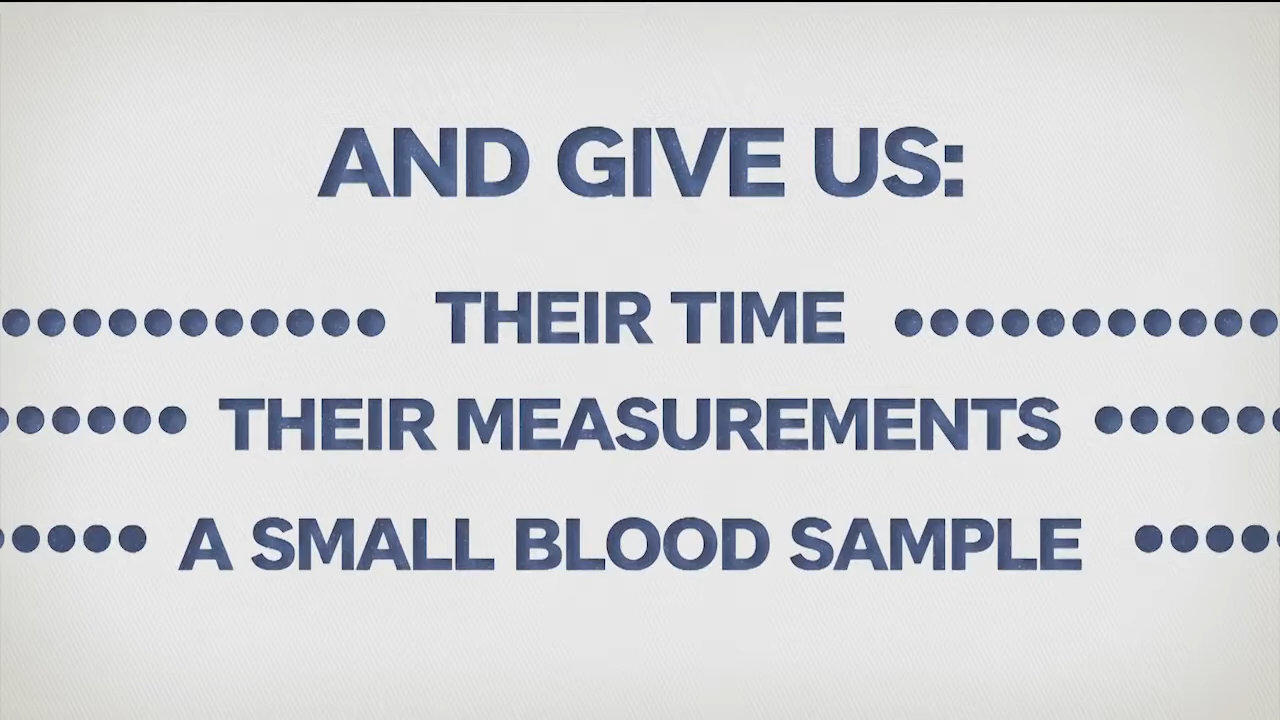 AND GIVE US:
THEIR TIME
THEIR MEASUREMENTS
A SMALL BLOOD SAMPLE